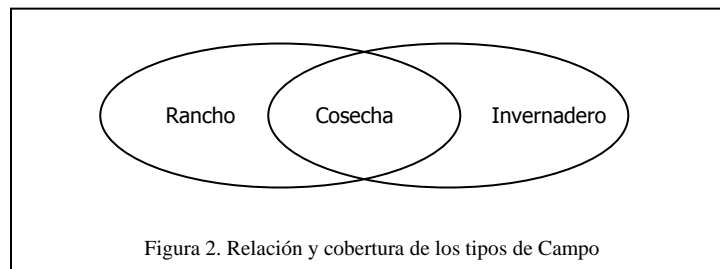 Rancho Cosecha Invernadero
Figura 2. Relación y cobertura de los tipos de Campo